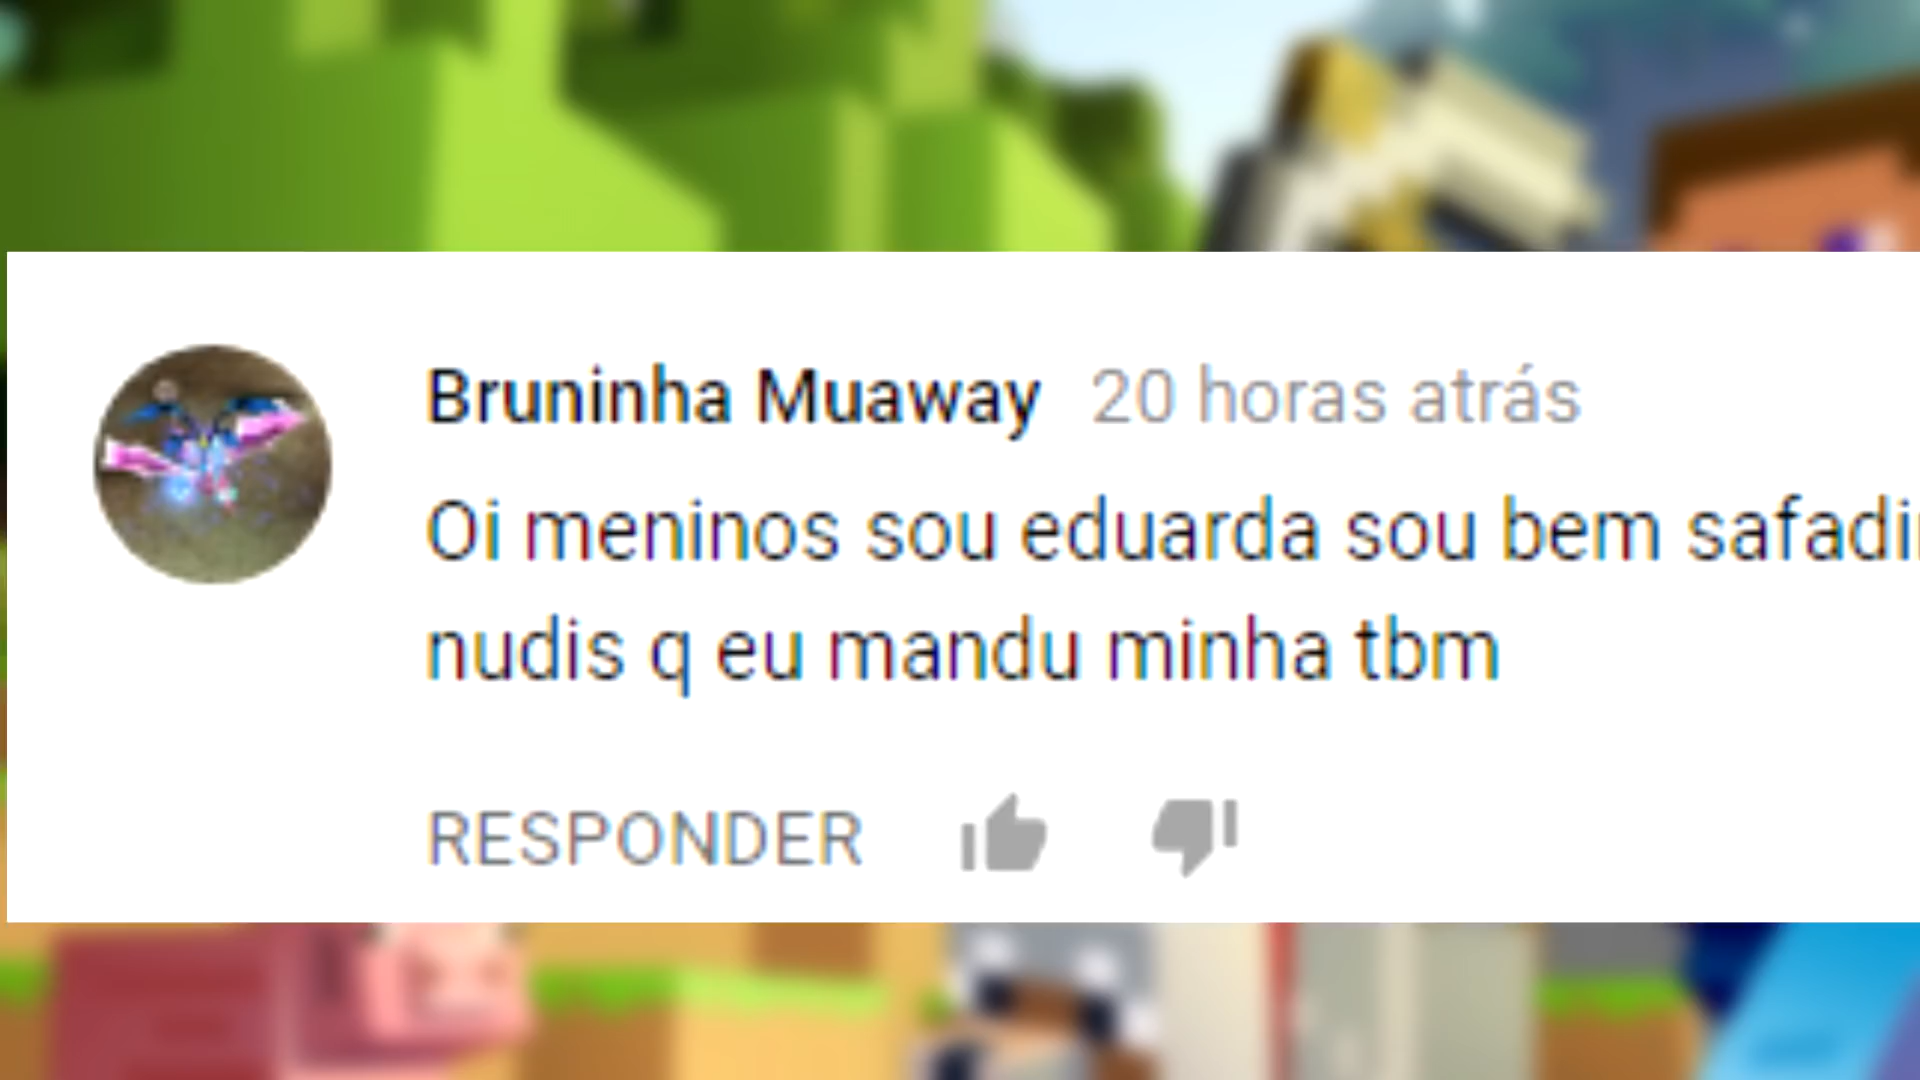 Bruninha Muaway 20 horas atrás
Oi meninos sou eduarda sou bem
nudis q eu mandu minha tbm
RESPONDER